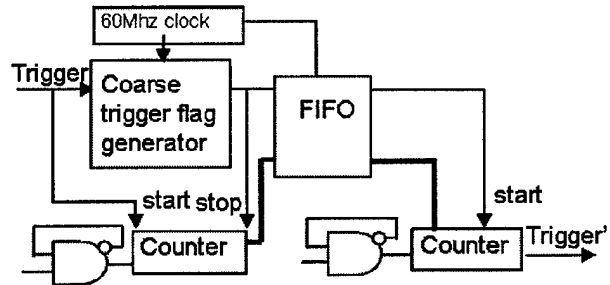 60Mhz clock
Trigger
Coarse
trigger flag
generator
FIFO
start stop
start
Counter
Counter
Trigger'